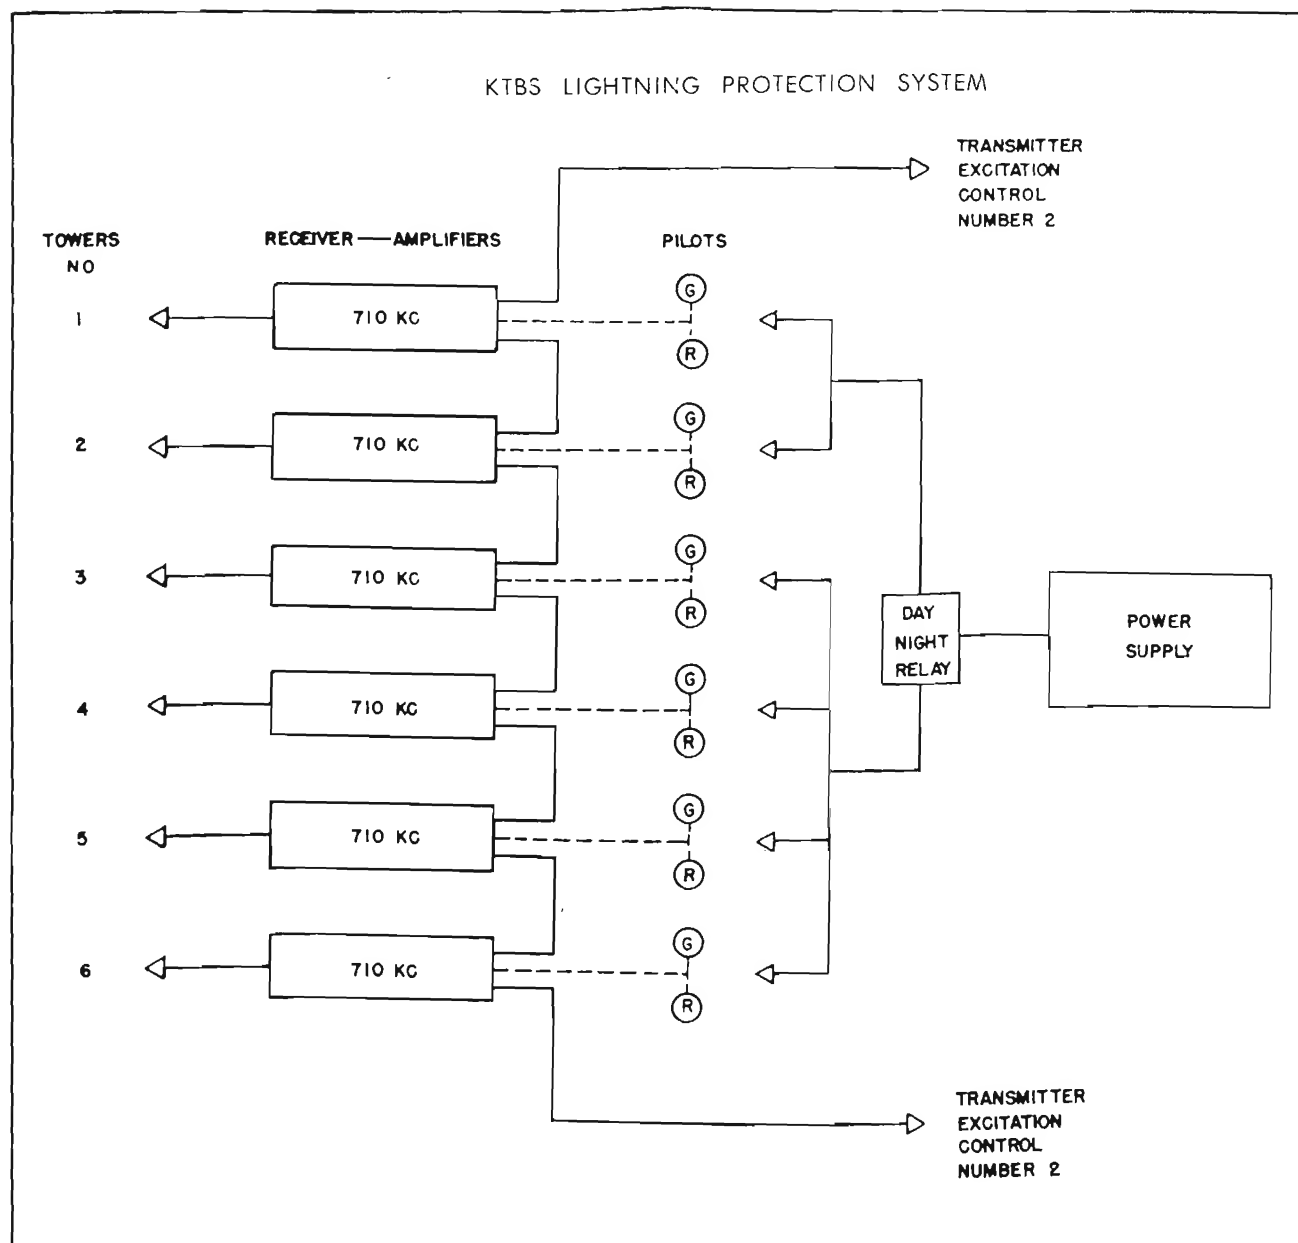 KTBS LIGHTNING PROTECTION SYSTEM
TRANSMITTER
EXCITATION
CONTROL
NUMBER 2
TOWERS
NO
RECEIVER — AMPLIFIERS
PILOTS
1
710 KC
G
R
2
710 KC
G
R
3
710 KC
G
R
DAY
NIGHT
RELAY
POWER
SUPPLY
4
710 KC
G
R
5
710 KC
G
R
6
710 KC
G
R
TRANSMITTER
EXCITATION
CONTROL
NUMBER 2